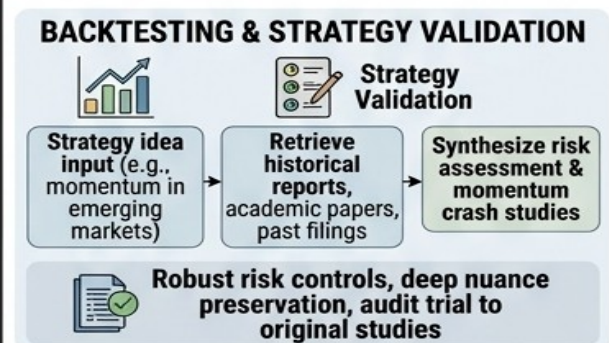 BACKTESTING & STRATEGY VALIDATION
Strategy
Validation
Strategy idea
input (e.g.,
momentum in
emerging
markets)
Retrieve
historical
reports,
academic papers,
past filings
Synthesize risk
assessment &
momentum
crash studies
Robust risk controls, deep nuance
preservation, audit trial to
original studies